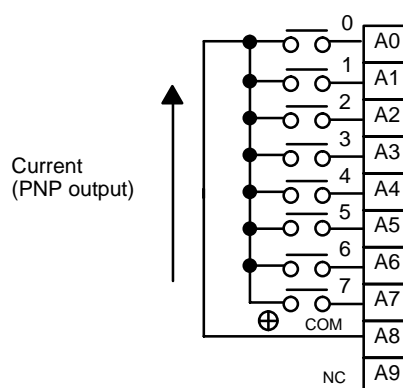 0 A0
1 A1
2 A2
3 A3
4 A4
5 A5
6 A6
7 A7
COM A8
NC A9
Current
(PNP output)